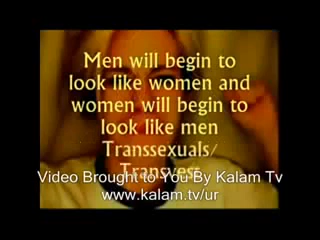 Men will begin to
look like women and
women will begin to
look like men
Transsexuals/
Transvest
Video Brought to You By Kalam Tv
www.kalam.tv/ur